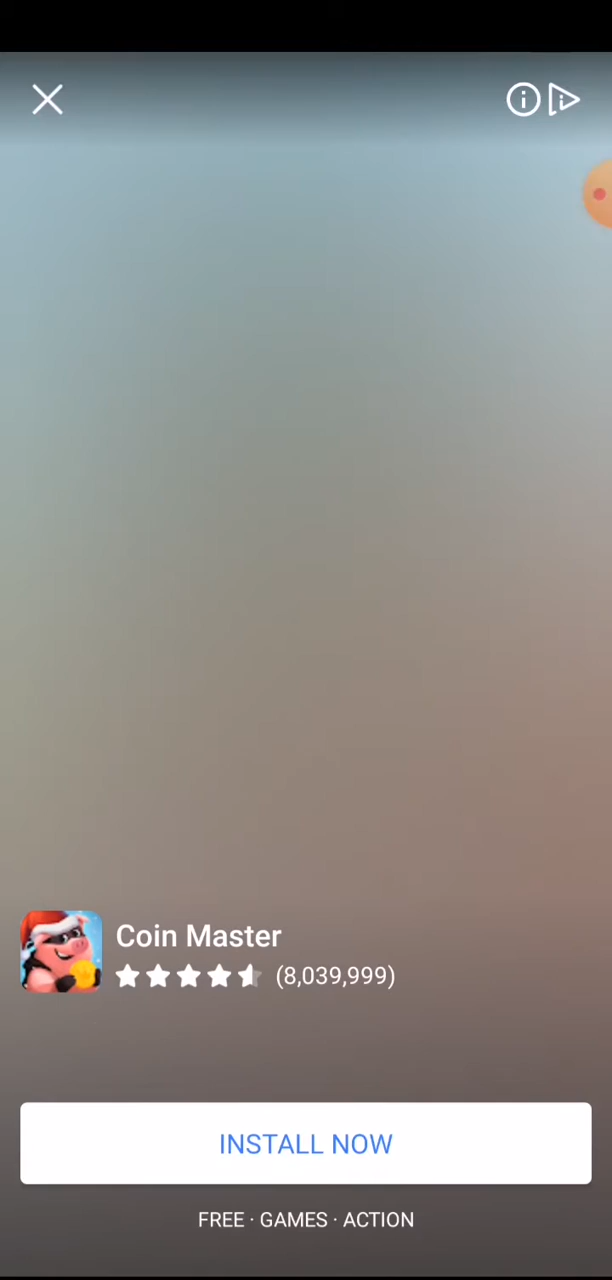 Coin Master
(8,039,999)
INSTALL NOW
FREE · GAMES · ACTION